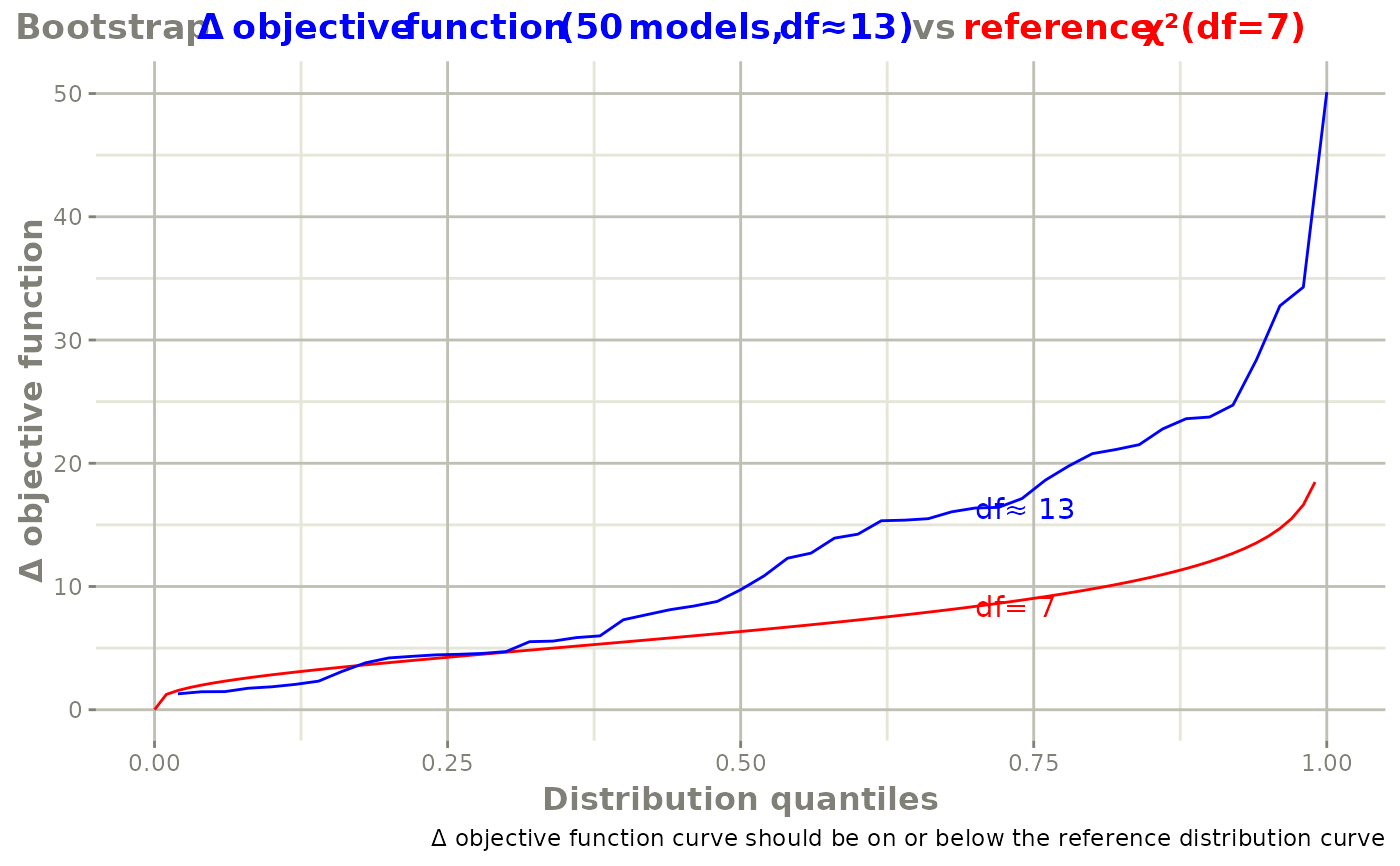 Bootstrap Δ objective function (50 models, df≈13) vs reference χ²(df=7)
50
40
30
20
10
0
Δ objective function
df≈ 13
df= 7
0.00 0.25 0.50 0.75 1.00
Distribution quantiles
Δ objective function curve should be on or below the reference distribution curve